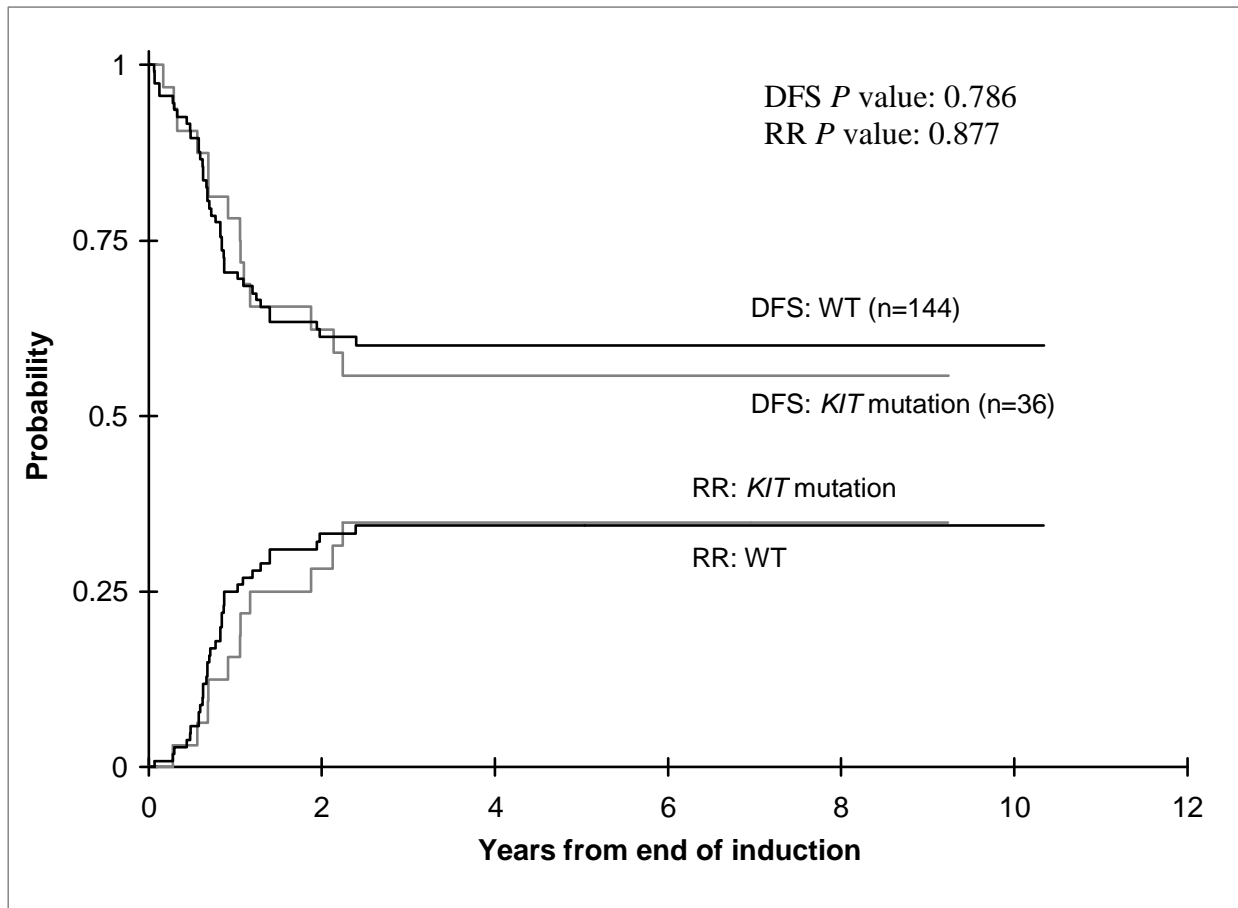 1
DFS P value: 0.786
RR P value: 0.877
0.75
DFS: WT (n=144)
Probability
0.5
DFS: KIT mutation (n=36)
RR: KIT mutation
RR: WT
0.25
0
0 2 4 6 8 10 12
Years from end of induction